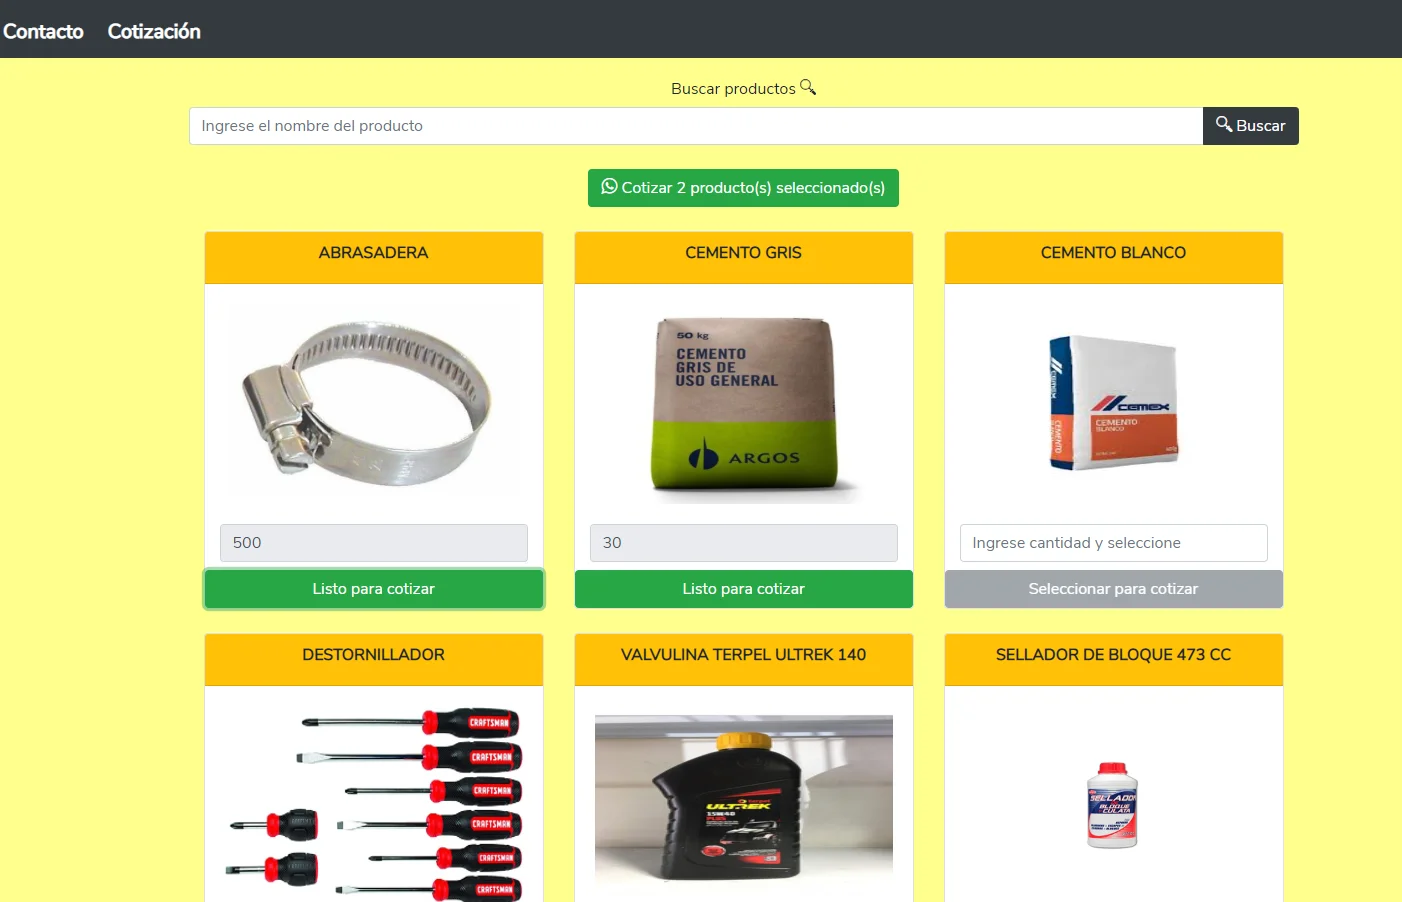 Contacto Cotización
Buscar productos
Ingrese el nombre del producto
Buscar
Cotizar 2 producto(s) seleccionado(s)
ABRASADERA
CEMENTO GRIS
CEMENTO BLANCO
50 kg
CEMENTO
GRIS DE
USO GENERAL
ARGOS
CEMEX
CEMENTO
BLANCO
500
30
Ingrese cantidad y seleccione
Listo para cotizar
Listo para cotizar
Seleccionar para cotizar
DESTORNILLADOR
VALVULINA TERPEL ULTREK 140
SELLADOR DE BLOQUE 473 CC
CRAFTSMAN
CRAFTSMAN
CRAFTSMAN
CRAFTSMAN
CRAFTSMAN
CRAFTSMAN
terpel
ULTREK
15W40
PLUS
SELLADOR
BLOQUE
CULATA